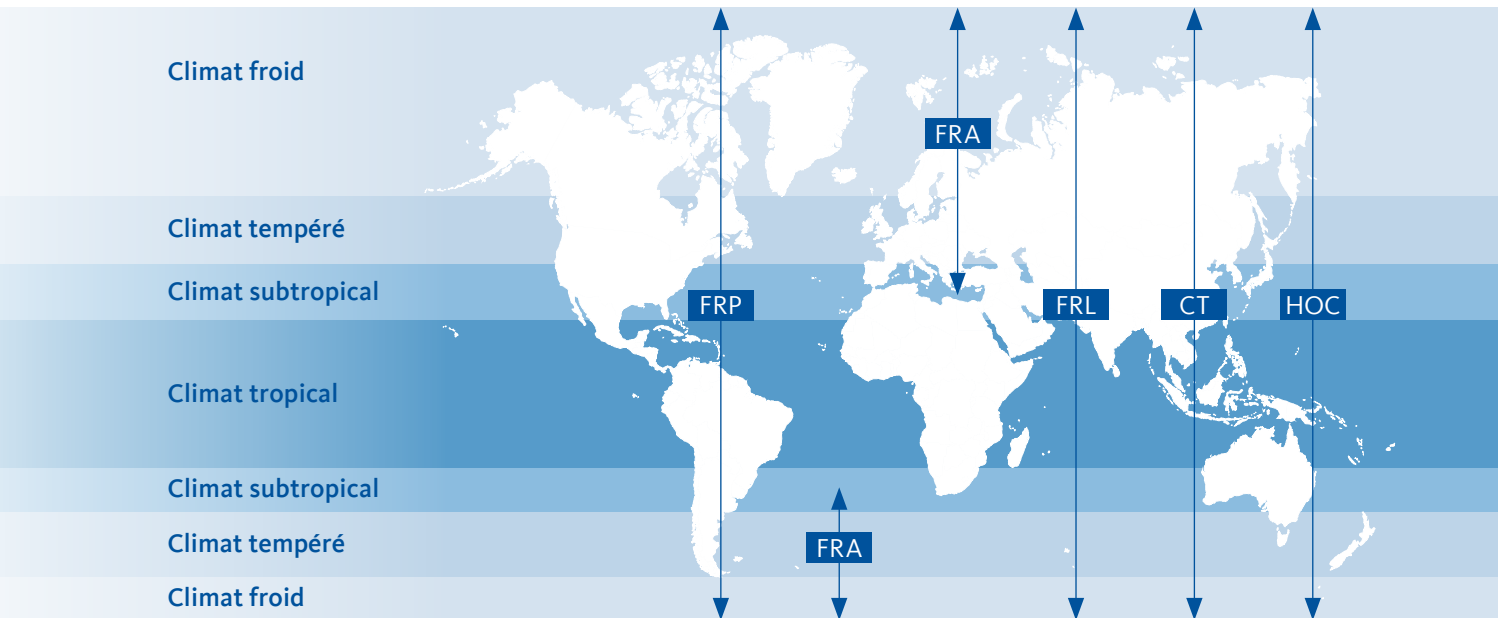 Climat froid
FRA
Climat tempéré
Climat subtropical
FRP
FRL
CT
HOC
Climat tropical
Climat subtropical
Climat tempéré
FRA
Climat froid